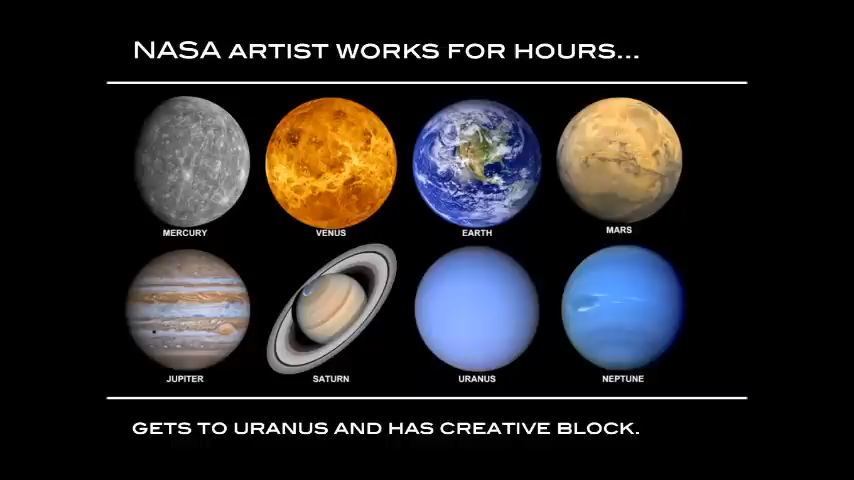 NASA ARTIST WORKS FOR HOURS...
MERCURY VENUS EARTH MARS
JUPITER SATURN URANUS NEPTUNE
GETS TO URANUS AND HAS CREATIVE BLOCK.